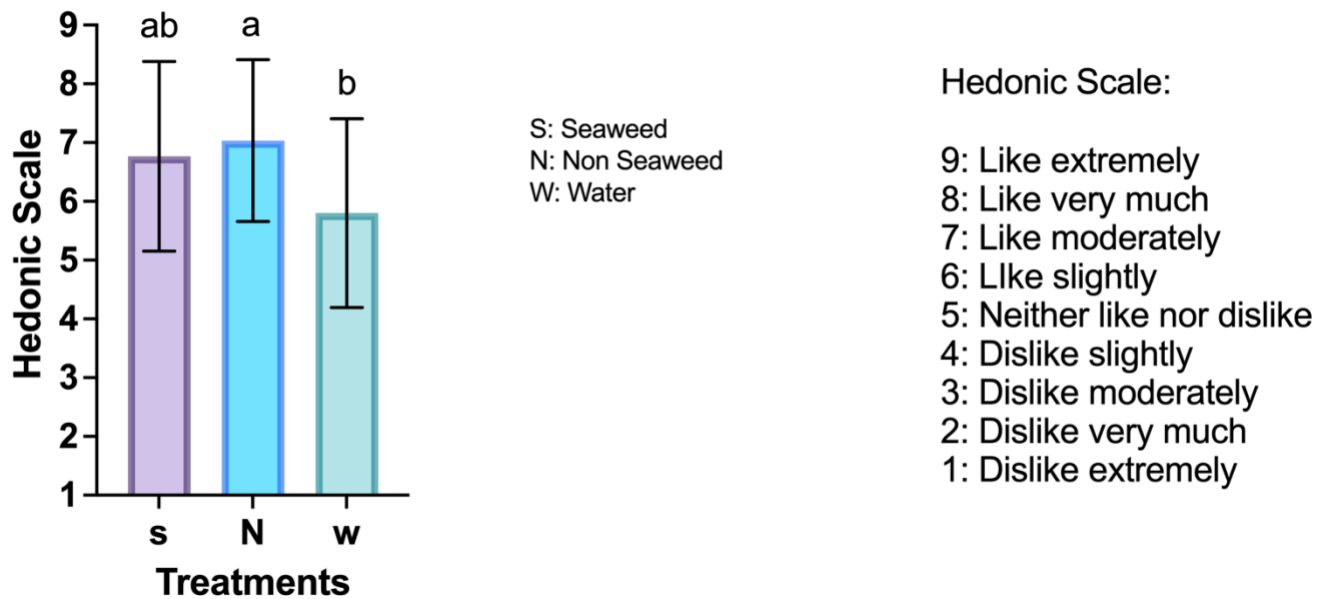 9
8
7
6
5
4
3
2
1
Hedonic Scale
ab
a
b
s
N
w
Treatments
S: Seaweed
N: Non Seaweed
W: Water
Hedonic Scale:
9: Like extremely
8: Like very much
7: Like moderately
6: LIke slightly
5: Neither like nor dislike
4: Dislike slightly
3: Dislike moderately
2: Dislike very much
1: Dislike extremely